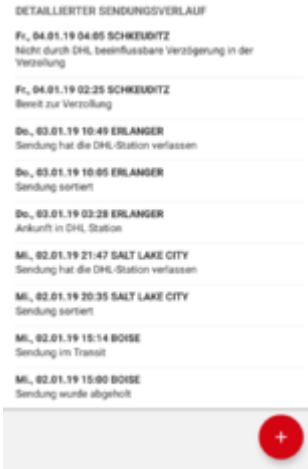 DETAILLIERTER SENDUNGSVERLAUF
Fr., 04.01.19 04:05 SCHKEUDITZ
Nicht durch DHL beeinflussbare Verzögerung in der
Verzollung
Fr., 04.01.19 02:25 SCHKEUDITZ
Bereit zur Verzollung
Do., 03.01.19 10:49 ERLANGER
Sendung hat die DHL-Station verlassen
Do., 03.01.19 10:05 ERLANGER
Sendung sortiert
Do., 03.01.19 03:28 ERLANGER
Ankunft in DHL Station
Mi., 02.01.19 21:47 SALT LAKE CITY
Sendung hat die DHL-Station verlassen
Mi., 02.01.19 20:35 SALT LAKE CITY
Sendung sortiert
Mi., 02.01.19 15:14 BOISE
Sendung im Transit
Mi., 02.01.19 15:00 BOISE
Sendung wurde abgeholt
+